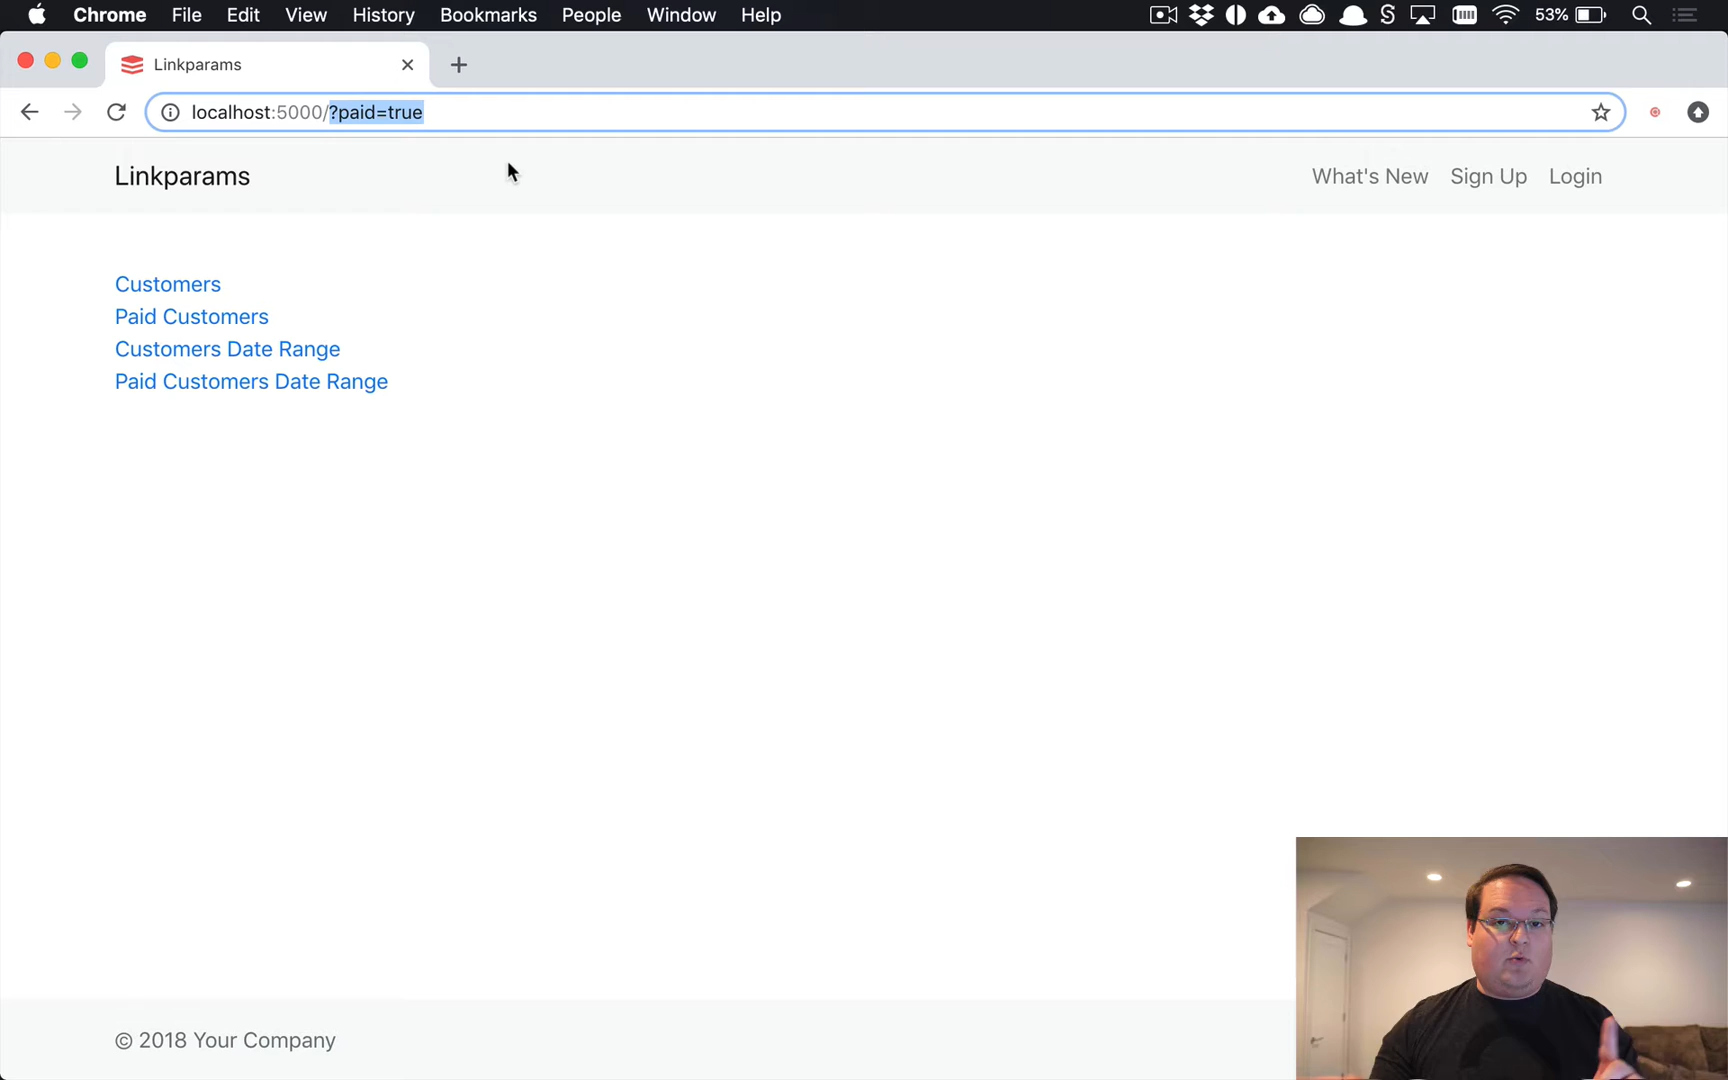 Chrome File Edit View History Bookmarks People Window Help 53%
Linkparams
localhost:5000/?paid=true
Linkparams What's New Sign Up Login
Customers
Paid Customers
Customers Date Range
Paid Customers Date Range
© 2018 Your Company